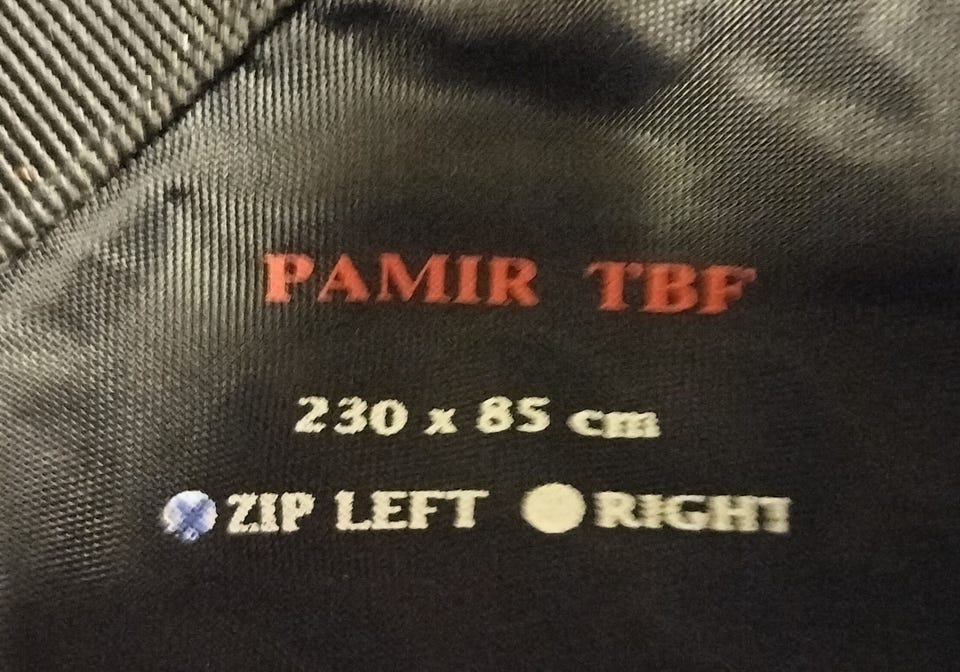 PAMIR TBF
230 x 85 cm
ZIP LEFT RIGHT